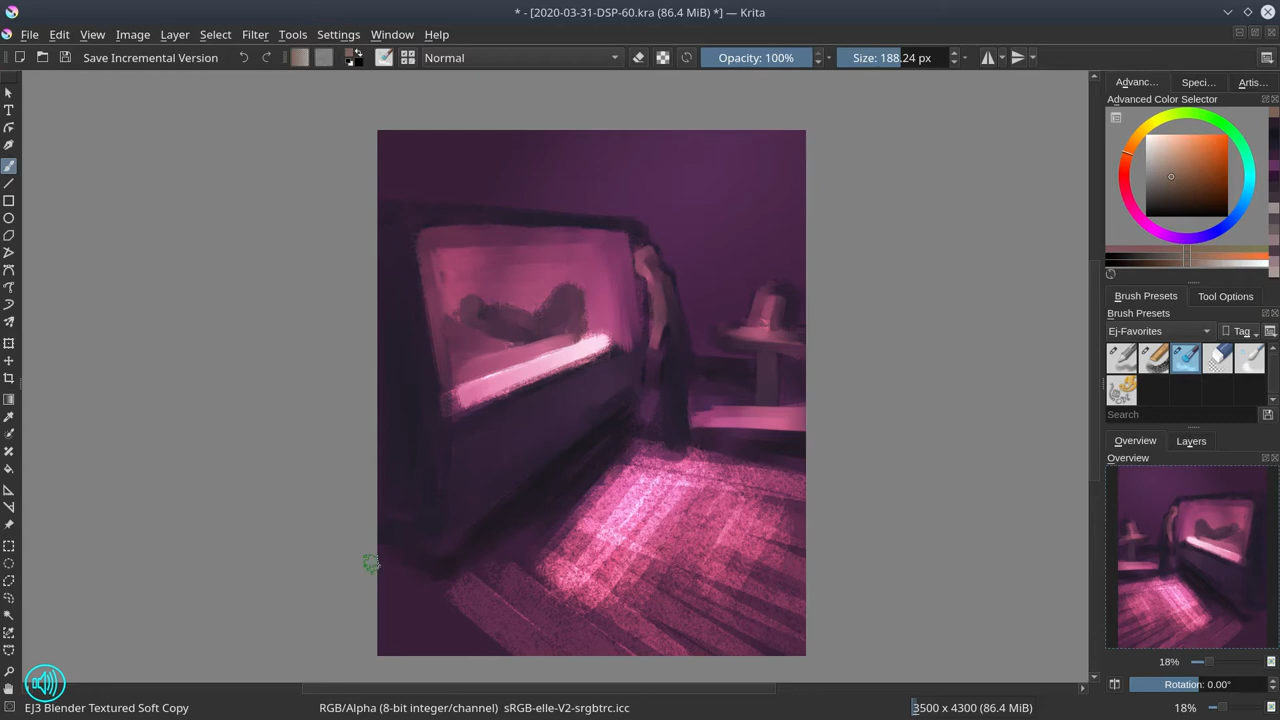 * - [2020-03-31-DSP-60.kra (86.4 MiB) *] — Krita
File Edit View Image Layer Select Filter Tools Settings Window Help
Save Incremental Version Normal Opacity: 100% Size: 188.24 px
Advanc... Speci... Artis...
Advanced Color Selector
Brush Presets Tool Options
Brush Presets
Ej-Favorites Tag
Search
Overview Layers
Overview
18%
Rotation: 0.00°
EJ3 Blender Textured Soft Copy RGB/Alpha (8-bit integer/channel) sRGB-elle-V2-srgbtrc.icc 3500 x 4300 (86.4 MiB) 18%